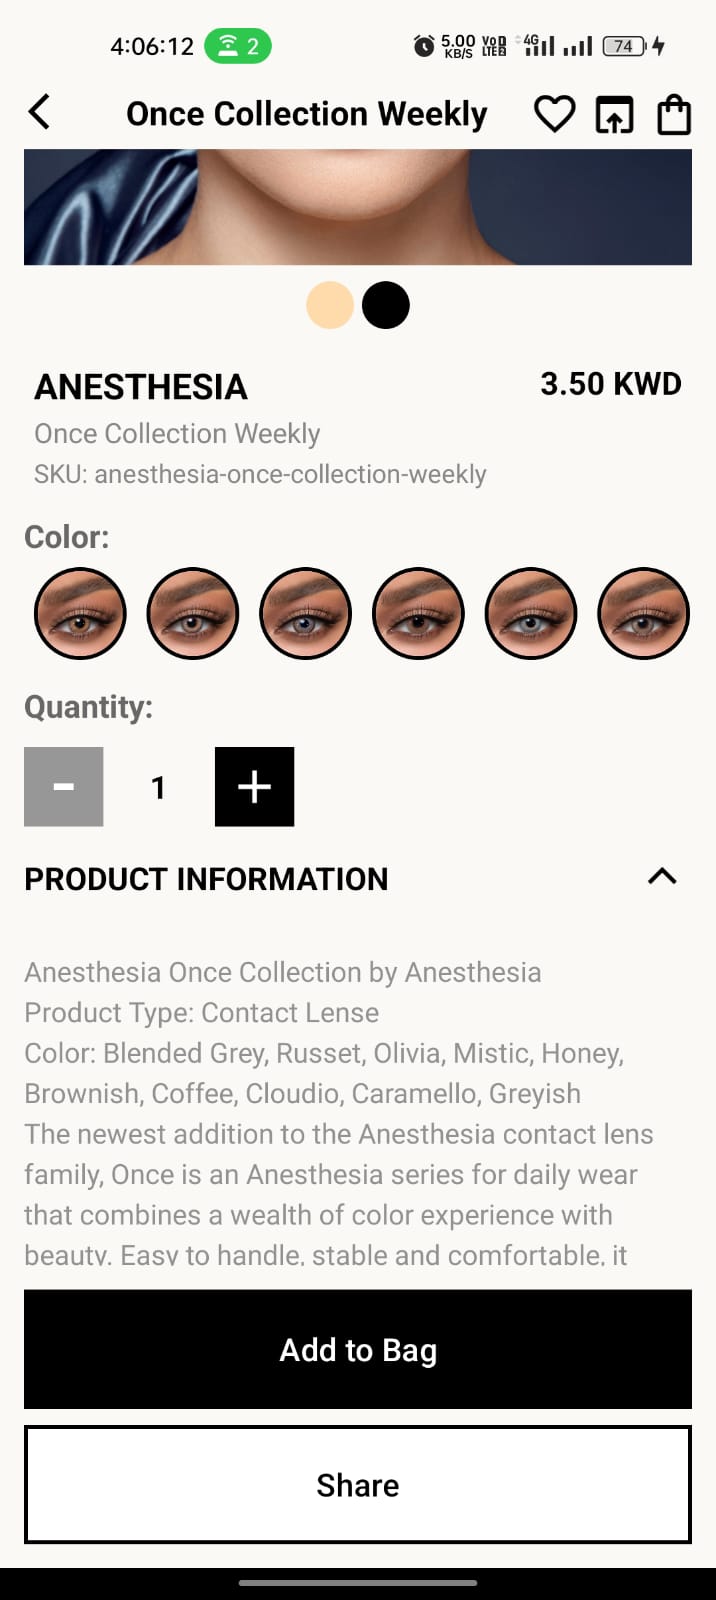 4:06:12 2 5.00 KB/S VoD LTE2 4G 74
Once Collection Weekly
ANESTHESIA 3.50 KWD
Once Collection Weekly
SKU: anesthesia-once-collection-weekly
Color:
Quantity:
- 1 +
PRODUCT INFORMATION
Anesthesia Once Collection by Anesthesia
Product Type: Contact Lense
Color: Blended Grey, Russet, Olivia, Mistic, Honey,
Brownish, Coffee, Cloudio, Caramello, Greyish
The newest addition to the Anesthesia contact lens
family, Once is an Anesthesia series for daily wear
that combines a wealth of color experience with
beauty. Easy to handle, stable and comfortable, it
Add to Bag
Share